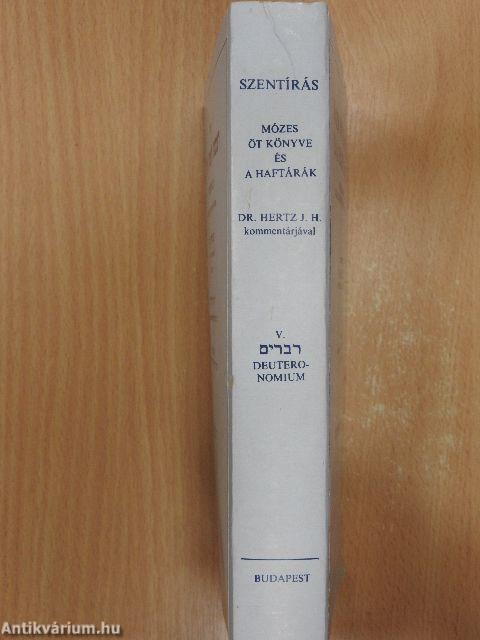 SZENTÍRÁS
MÓZES
ÖT KÖNYVE
ÉS
A HAFTÁRÁK
DR. HERTZ J. H.
kommentárjával
V.
דברים
DEUTERO-
NOMIUM
BUDAPEST
Antikvárium.hu